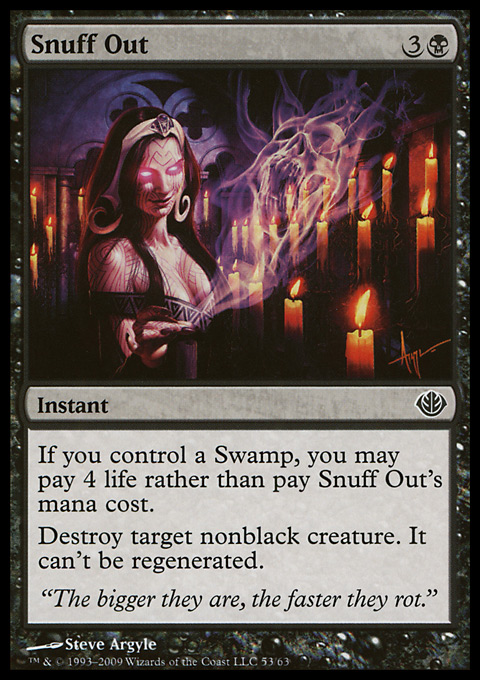 Snuff Out 3
Instant
If you control a Swamp, you may
pay 4 life rather than pay Snuff Out's
mana cost.
Destroy target nonblack creature. It
can't be regenerated.
"The bigger they are, the faster they rot."
Steve Argyle
™ & © 1993–2009 Wizards of the Coast LLC 53/63